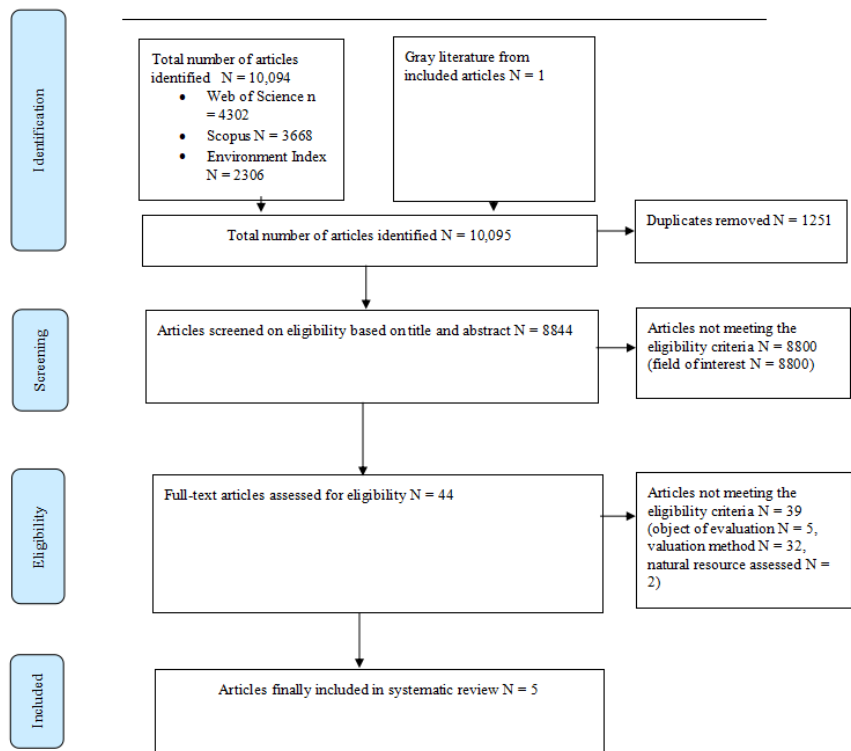 Identification
Total number of articles
identified N = 10,094
• Web of Science n
= 4302
• Scopus N = 3668
• Environment Index
N = 2306
Gray literature from
included articles N = 1
Total number of articles identified N = 10,095
Duplicates removed N = 1251
Screening
Articles screened on eligibility based on title and abstract N = 8844
Articles not meeting the
eligibility criteria N = 8800
(field of interest N = 8800)
Eligibility
Full-text articles assessed for eligibility N = 44
Articles not meeting the
eligibility criteria N = 39
(object of evaluation N = 5,
valuation method N = 32,
natural resource assessed N =
2)
Included
Articles finally included in systematic review N = 5